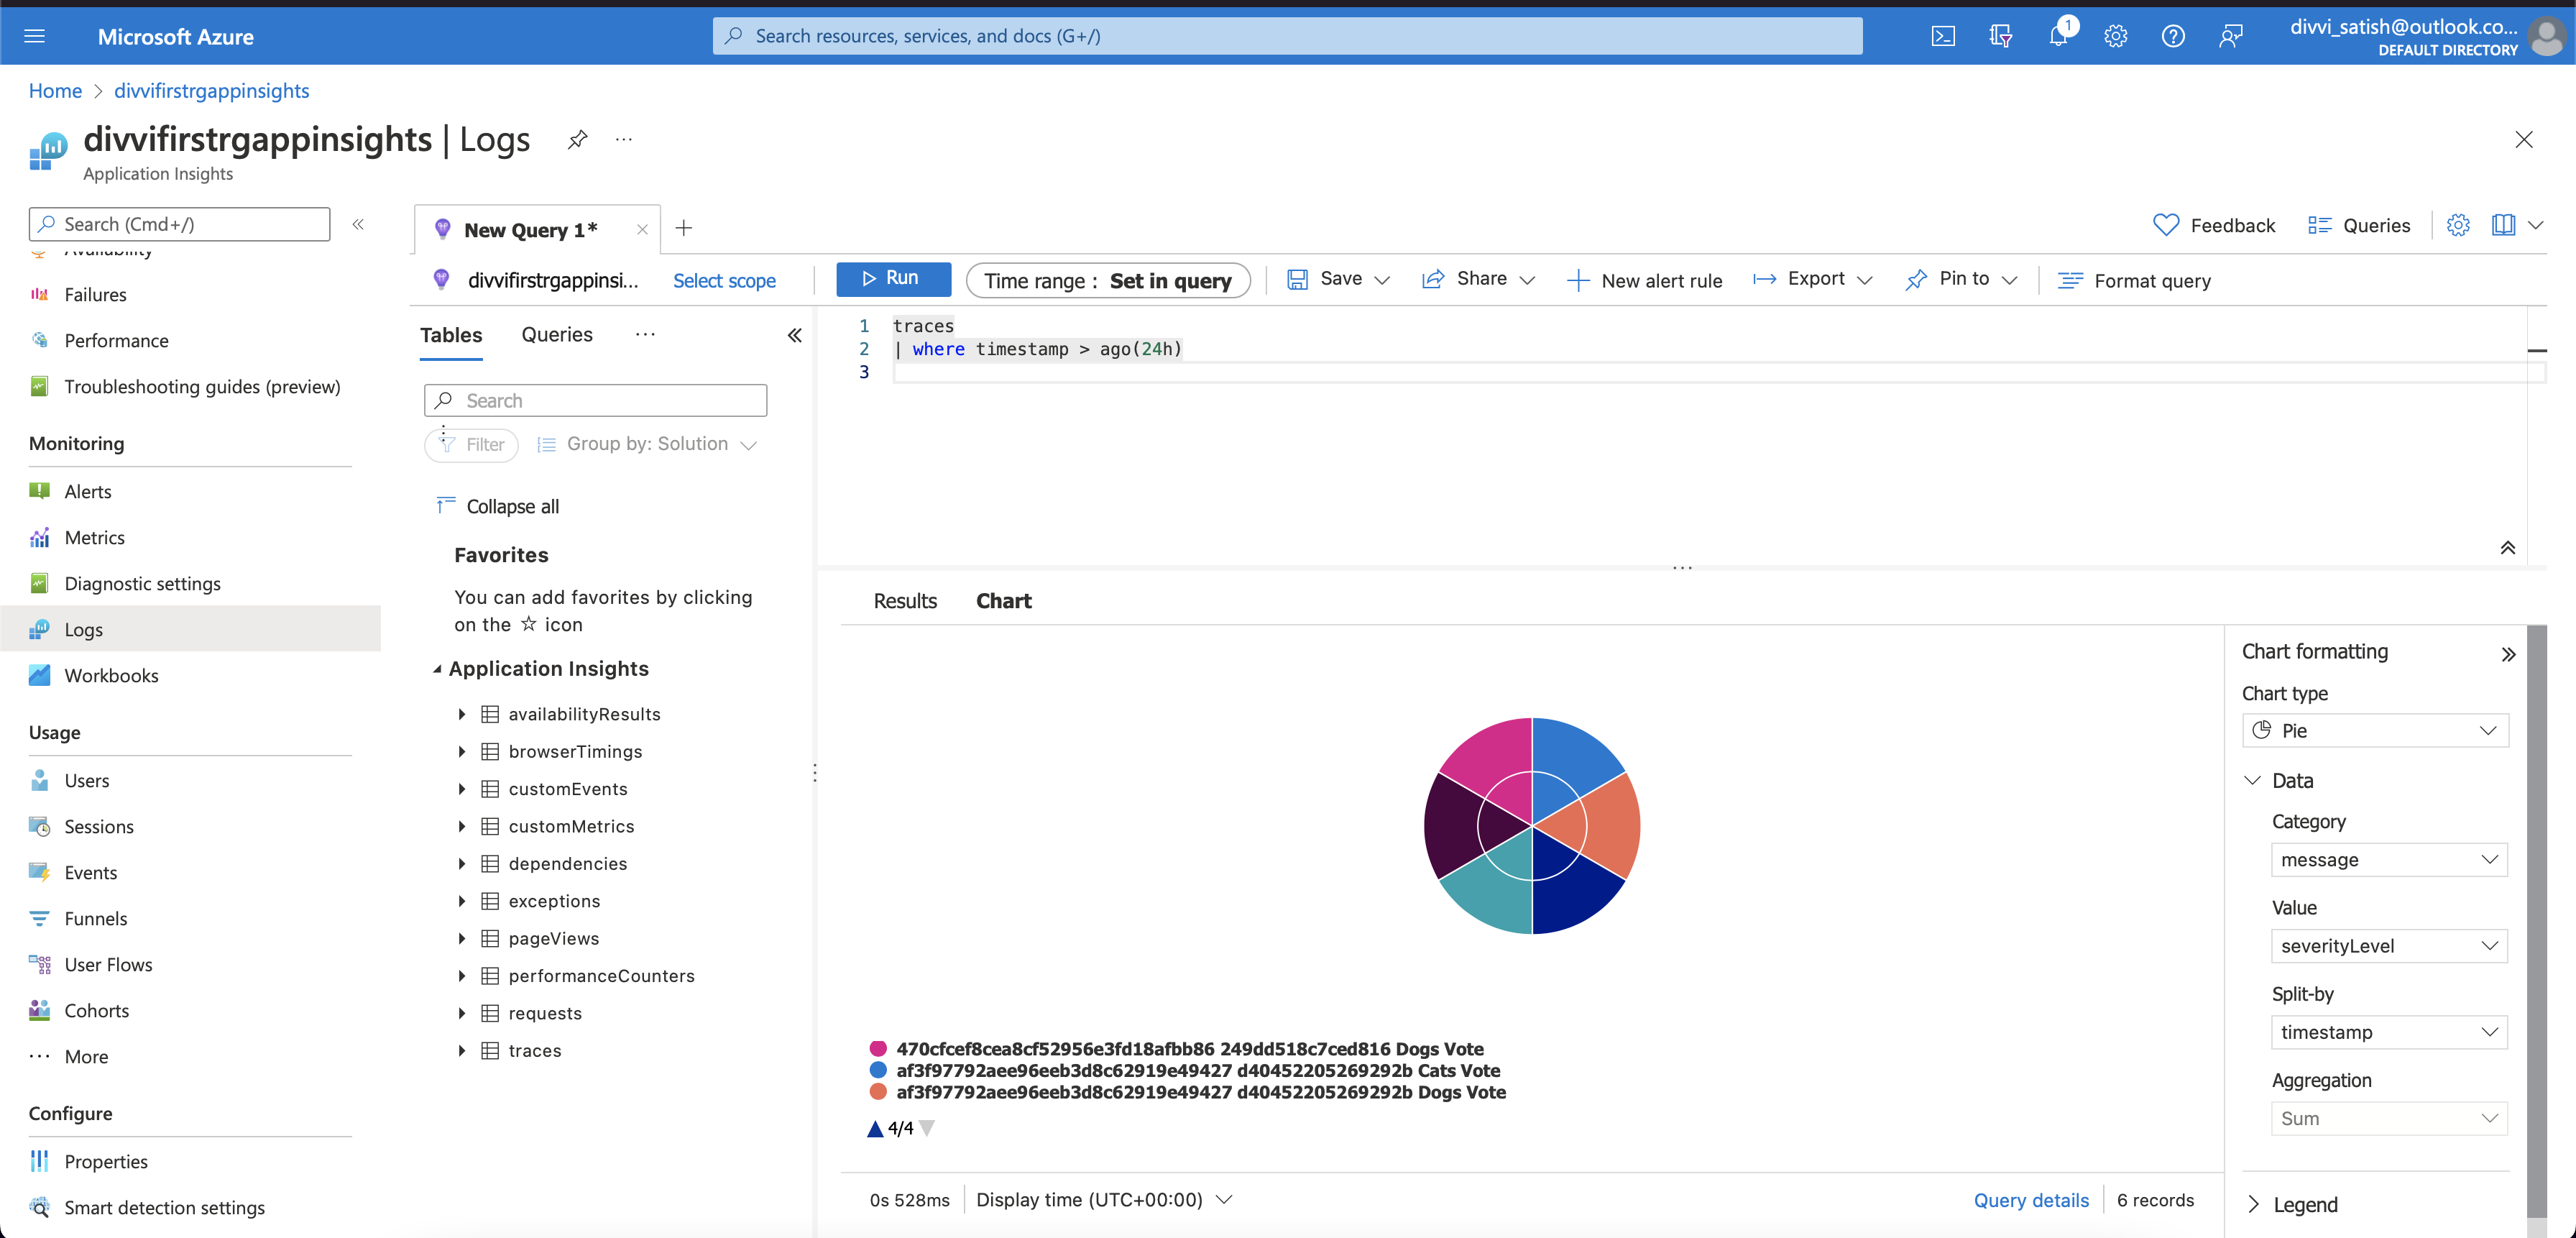 Microsoft Azure
Search resources, services, and docs (G+/)
1
divvi_satish@outlook.co...
DEFAULT DIRECTORY
Home > divvifirstrgappinsights
divvifirstrgappinsights | Logs
Application Insights
Search (Cmd+/)
Availability
Failures
Performance
Troubleshooting guides (preview)
Monitoring
Alerts
Metrics
Diagnostic settings
Logs
Workbooks
Usage
Users
Sessions
Events
Funnels
User Flows
Cohorts
More
Configure
Properties
Smart detection settings
New Query 1*
Feedback
Queries
divvifirstrgappinsi...
Select scope
Run
Time range : Set in query
Save
Share
New alert rule
Export
Pin to
Format query
Tables
Queries
Search
Filter
Group by: Solution
Collapse all
Favorites
You can add favorites by clicking
on the ☆ icon
Application Insights
availabilityResults
browserTimings
customEvents
customMetrics
dependencies
exceptions
pageViews
performanceCounters
requests
traces
1 traces
2 | where timestamp > ago(24h)
3
Results
Chart
470cfcef8cea8cf52956e3fd18afbb86 249dd518c7ced816 Dogs Vote
af3f97792aee96eeb3d8c62919e49427 d40452205269292b Cats Vote
af3f97792aee96eeb3d8c62919e49427 d40452205269292b Dogs Vote
4/4
0s 528ms
Display time (UTC+00:00)
Query details
6 records
Chart formatting
Chart type
Pie
Data
Category
message
Value
severityLevel
Split-by
timestamp
Aggregation
Sum
Legend